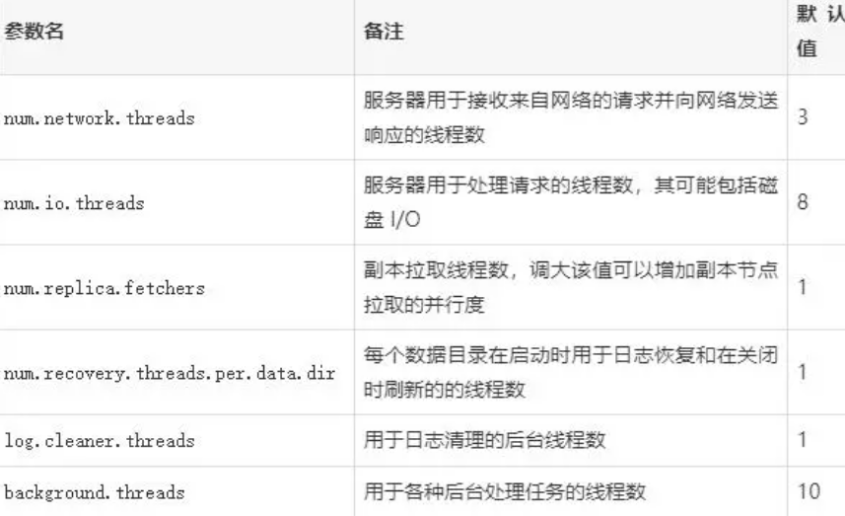 参数名 备注 默认
值
num.network.threads 服务器用于接收来自网络的请求并向网络发送
响应的线程数 3
num.io.threads 服务器用于处理请求的线程数，其可能包括磁
盘 I/O 8
num.replica.fetchers 副本拉取线程数，调大该值可以增加副本节点
拉取的并行度 1
num.recovery.threads.per.data.dir 每个数据目录在启动时用于日志恢复和在关闭
时刷新的的线程数 1
log.cleaner.threads 用于日志清理的后台线程数 1
background.threads 用于各种后台处理任务的线程数 10